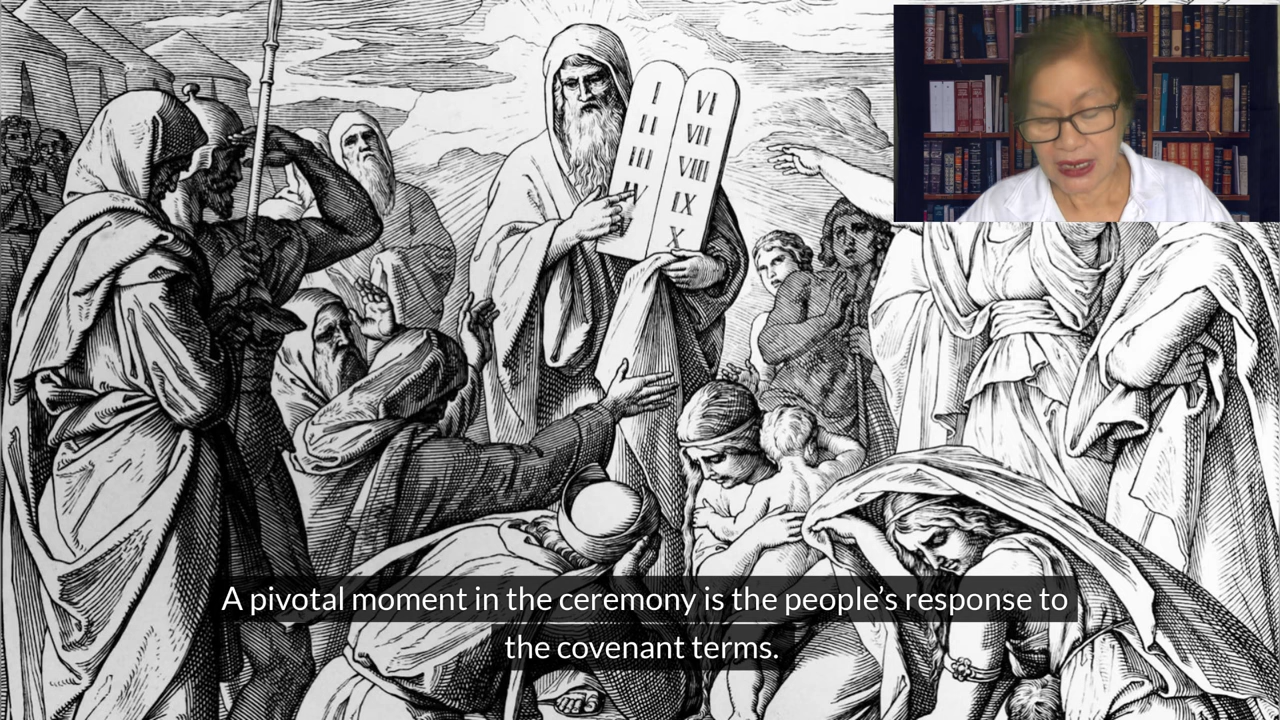 I VI
II VII
III VIII
IV IX
X
A pivotal moment in the ceremony is the people’s response to
the covenant terms.